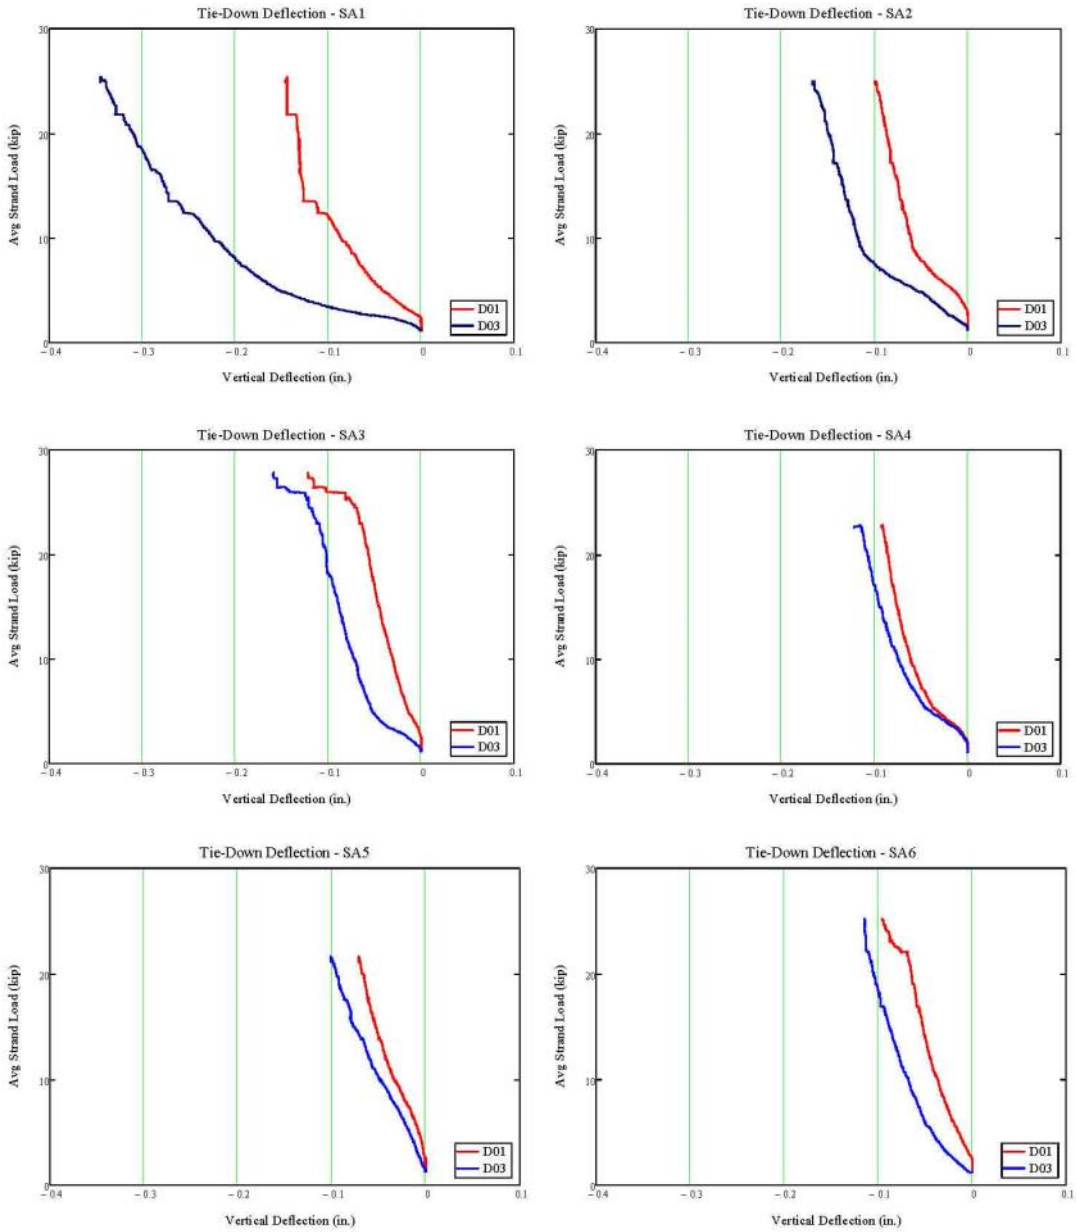 Tie-Down Deflection - SA1
30
20
10
0
Avg Strand Load (kip)
D01
D03
- 0.4
- 0.3
- 0.2
- 0.1
0
0.1
Vertical Deflection (in.)
Tie-Down Deflection - SA2
30
20
10
0
Avg Strand Load (kip)
D01
D03
- 0.4
- 0.3
- 0.2
- 0.1
0
0.1
Vertical Deflection (in.)
Tie-Down Deflection - SA3
30
20
10
0
Avg Strand Load (kip)
D01
D03
- 0.4
- 0.3
- 0.2
- 0.1
0
0.1
Vertical Deflection (in.)
Tie-Down Deflection - SA4
30
20
10
0
Avg Strand Load (kip)
D01
D03
- 0.4
- 0.3
- 0.2
- 0.1
0
0.1
Vertical Deflection (in.)
Tie-Down Deflection - SA5
30
20
10
0
Avg Strand Load (kip)
D01
D03
- 0.4
- 0.3
- 0.2
- 0.1
0
0.1
Vertical Deflection (in.)
Tie-Down Deflection - SA6
30
20
10
0
Avg Strand Load (kip)
D01
D03
- 0.4
- 0.3
- 0.2
- 0.1
0
0.1
Vertical Deflection (in.)